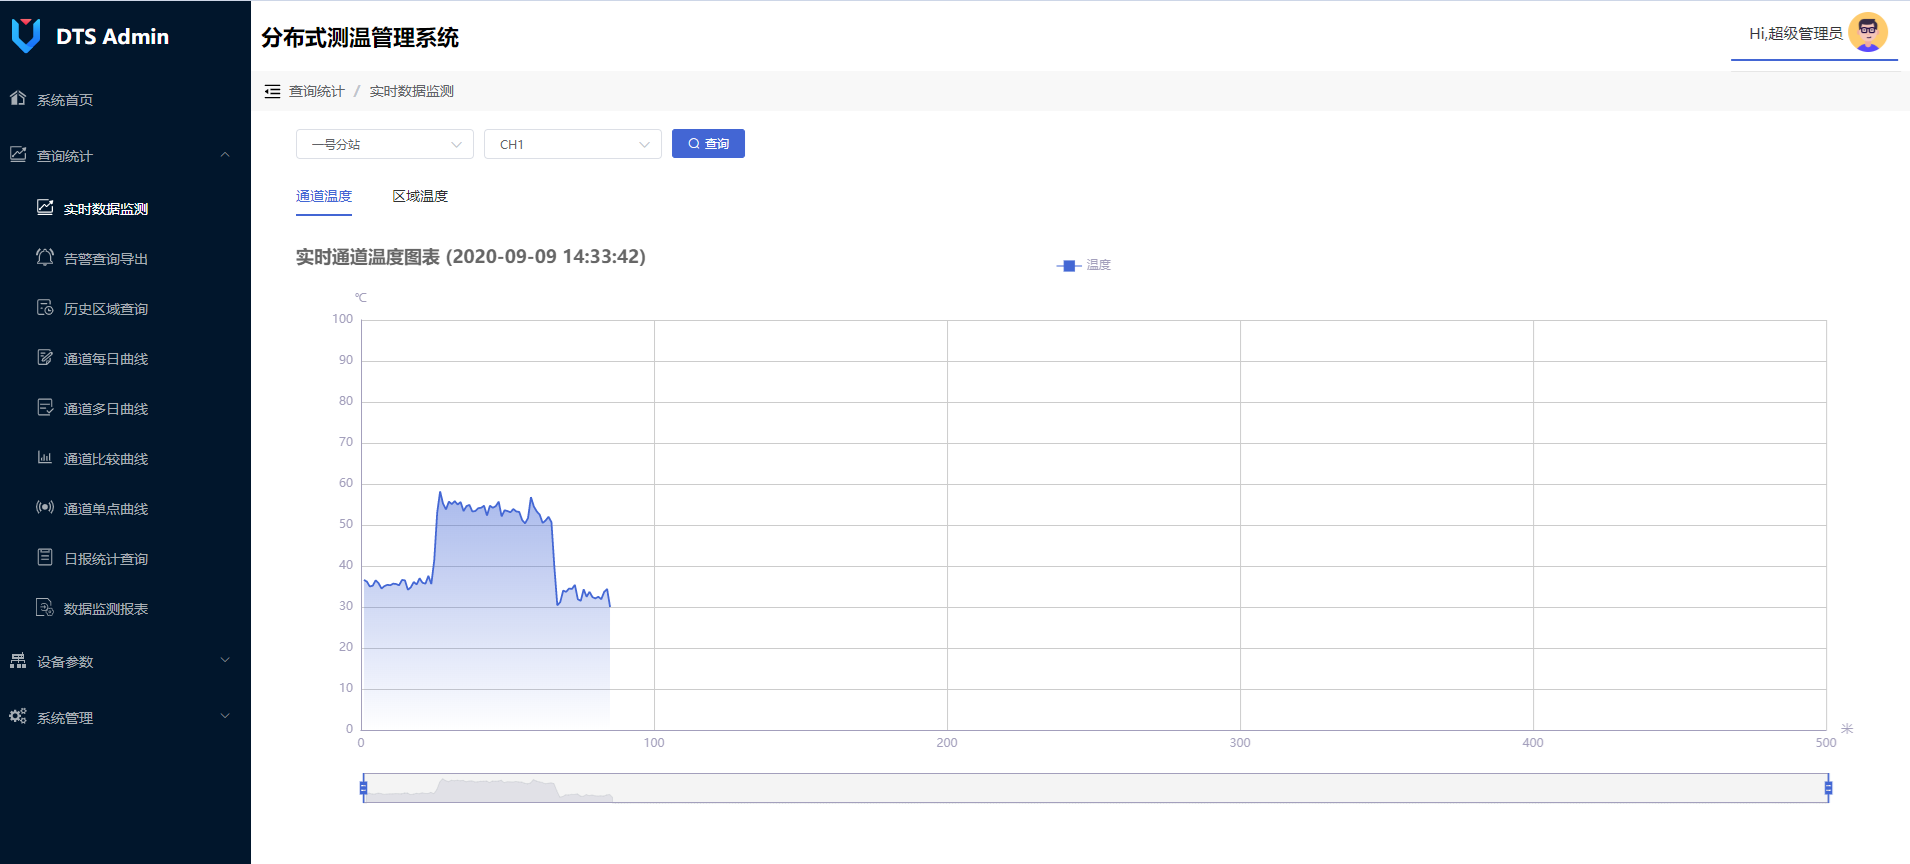 DTS Admin
系统首页
查询统计
实时数据监测
告警查询导出
历史区域查询
通道每日曲线
通道多日曲线
通道比较曲线
通道单点曲线
日报统计查询
数据监测报表
设备参数
系统管理
分布式测温管理系统
Hi,超级管理员
查询统计 / 实时数据监测
一号分站 CH1 查询
通道温度 区域温度
实时通道温度图表 (2020-09-09 14:33:42)
温度
℃
100
90
80
70
60
50
40
30
20
10
0
0 100 200 300 400 500
米